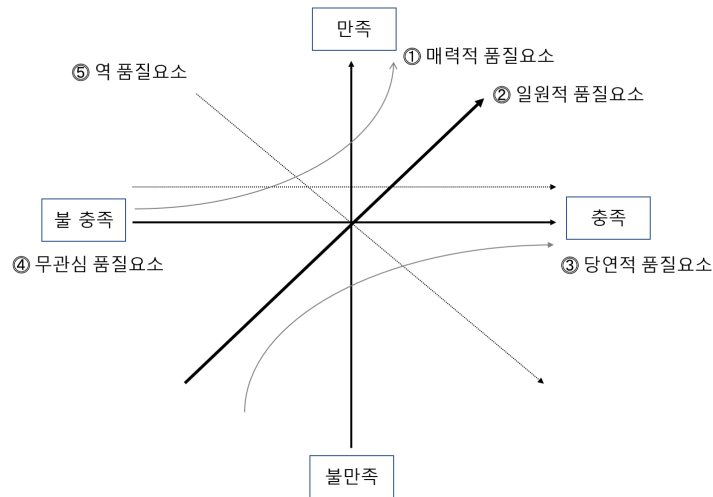 만족
① 매력적 품질요소
⑤ 역 품질요소
② 일원적 품질요소
불 충족
충족
④ 무관심 품질요소
③ 당연적 품질요소
불만족